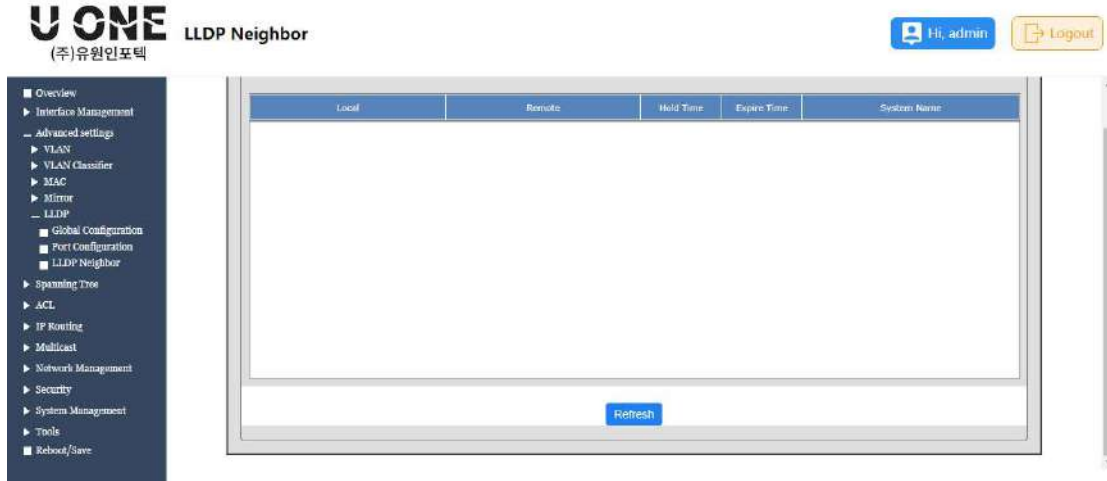 U ONE
(주)유원인포텍
LLDP Neighbor
Hi, admin
Logout
Overview
Interface Management
Advanced settings
VLAN
VLAN Classifier
MAC
Mirror
LLDP
Global Configuration
Port Configuration
LLDP Neighbor
Spanning Tree
ACL
IP Routing
Multicast
Network Management
Security
System Management
Tools
Reboot/Save
Local Remote Hold Time Expire Time System Name
Refresh